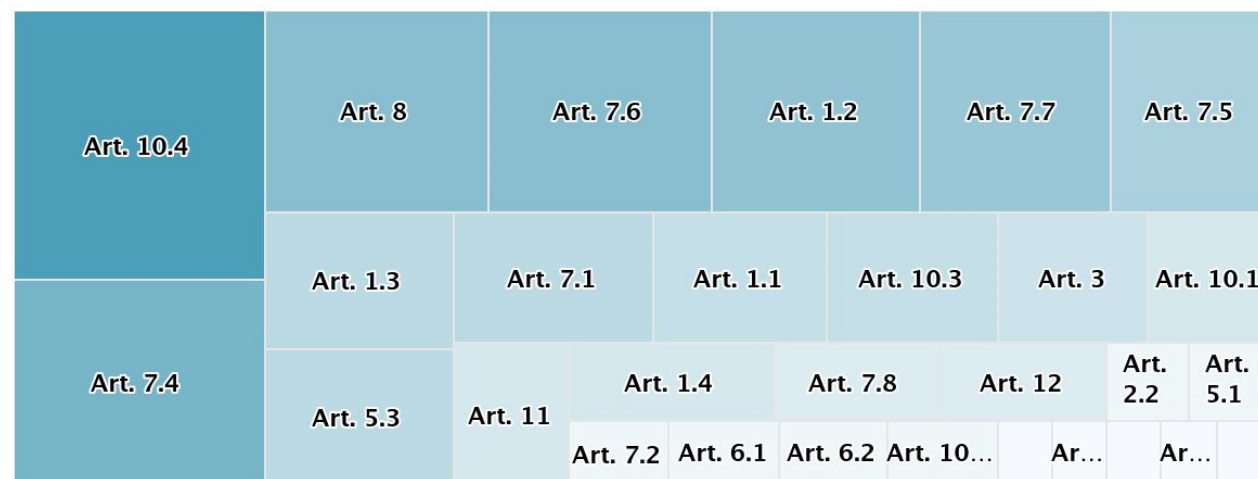 Art. 10.4
Art. 8
Art. 7.6
Art. 1.2
Art. 7.7
Art. 7.5
Art. 7.4
Art. 1.3
Art. 7.1
Art. 1.1
Art. 10.3
Art. 3
Art. 10.1
Art. 5.3
Art. 11
Art. 1.4
Art. 7.8
Art. 12
Art.
2.2
Art.
5.1
Art. 7.2
Art. 6.1
Art. 6.2
Art. 10...
Ar...
Ar...